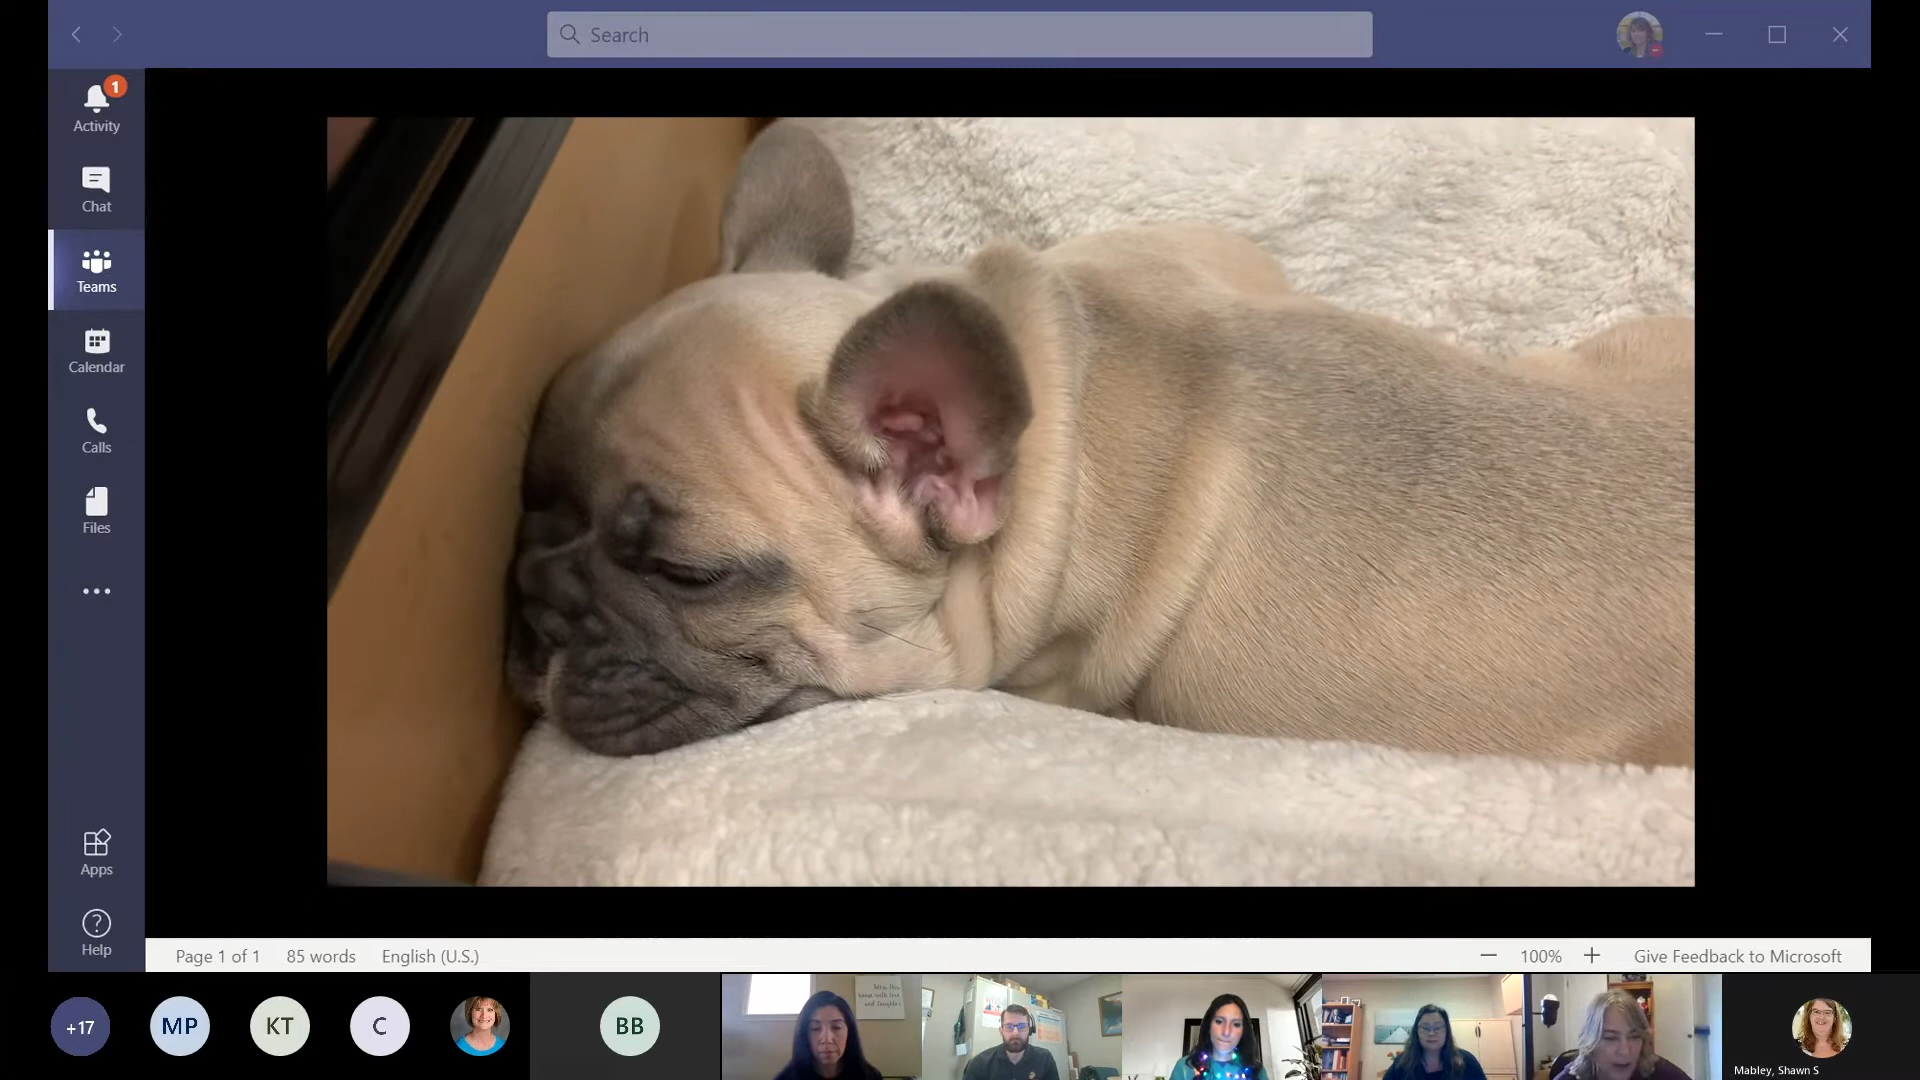 Search
1
Activity
Chat
Teams
Calendar
Calls
Files
Apps
Help
Page 1 of 1 85 words English (U.S.)
100% Give Feedback to Microsoft
+17 MP KT C BB
Mabley, Shawn S